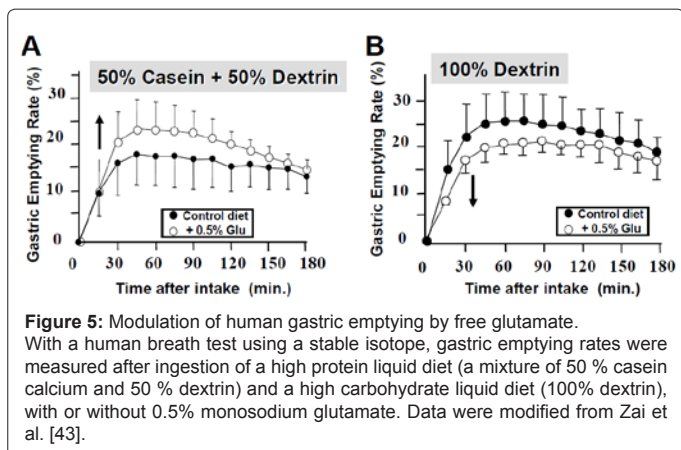 A
50% Casein + 50% Dextrin
Gastric Emptying Rate (%)
30
20
10
0
Control diet
+ 0.5% Glu
0 30 60 90 120 150 180
Time after intake (min.)
B
100% Dextrin
Gastric Emptying Rate (%)
30
20
10
0
Control diet
+ 0.5% Glu
0 30 60 90 120 150 180
Time after intake (min.)
Figure 5: Modulation of human gastric emptying by free glutamate.
With a human breath test using a stable isotope, gastric emptying rates were
measured after ingestion of a high protein liquid diet (a mixture of 50 % casein
calcium and 50 % dextrin) and a high carbohydrate liquid diet (100% dextrin),
with or without 0.5% monosodium glutamate. Data were modified from Zai et
al. [43].